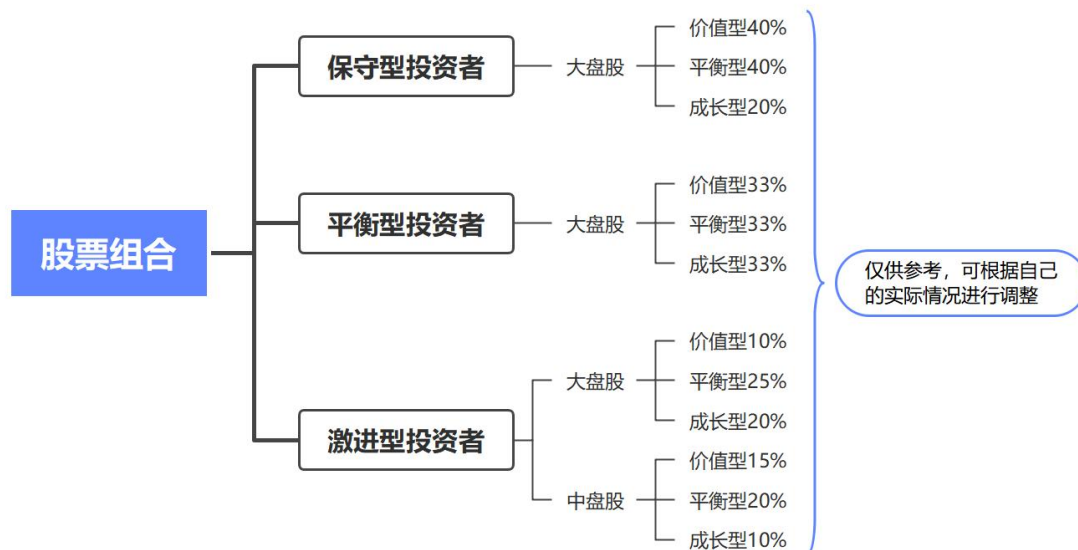 股票组合
保守型投资者
大盘股
价值型40%
平衡型40%
成长型20%
平衡型投资者
大盘股
价值型33%
平衡型33%
成长型33%
激进型投资者
大盘股
价值型10%
平衡型25%
成长型20%
中盘股
价值型15%
平衡型20%
成长型10%
仅供参考，可根据自己
的实际情况进行调整